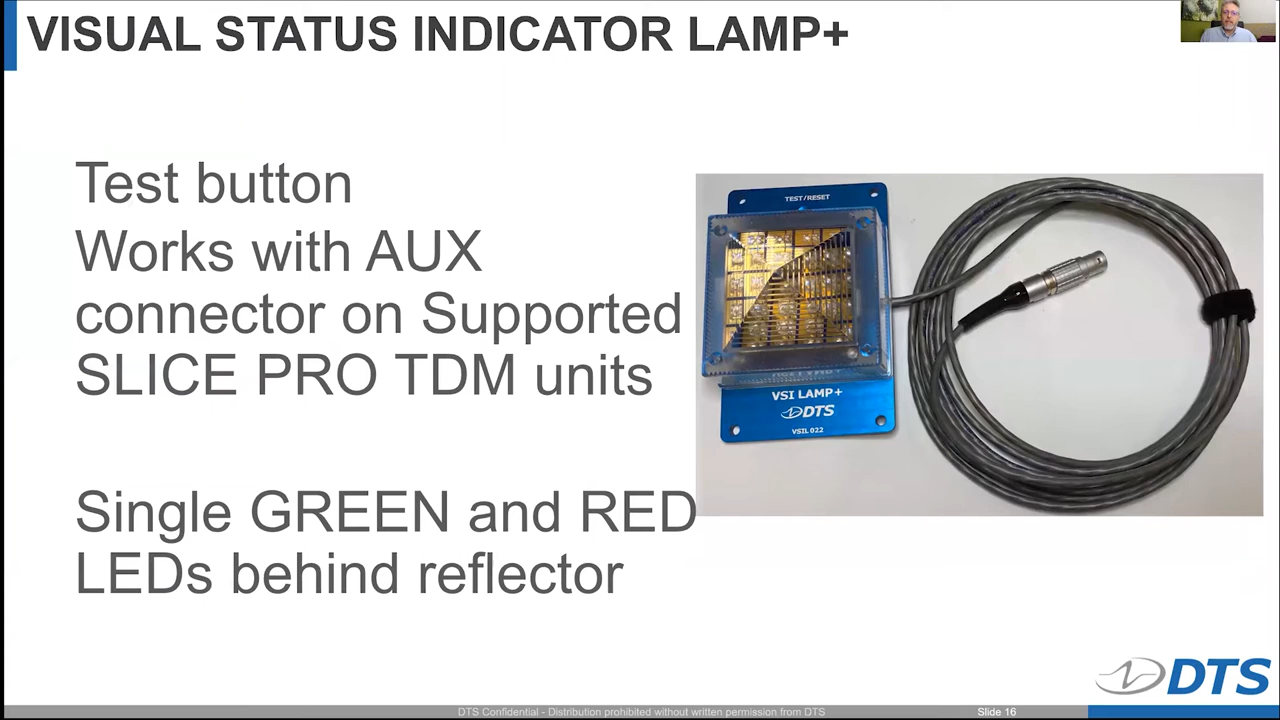 VISUAL STATUS INDICATOR LAMP+
Test button
Works with AUX
connector on Supported
SLICE PRO TDM units
Single GREEN and RED
LEDs behind reflector
TEST/RESET
VSI LAMP+
DTS
VSIL 022
DTS
DTS Confidential - Distribution prohibited without written permission from DTS
Slide 16